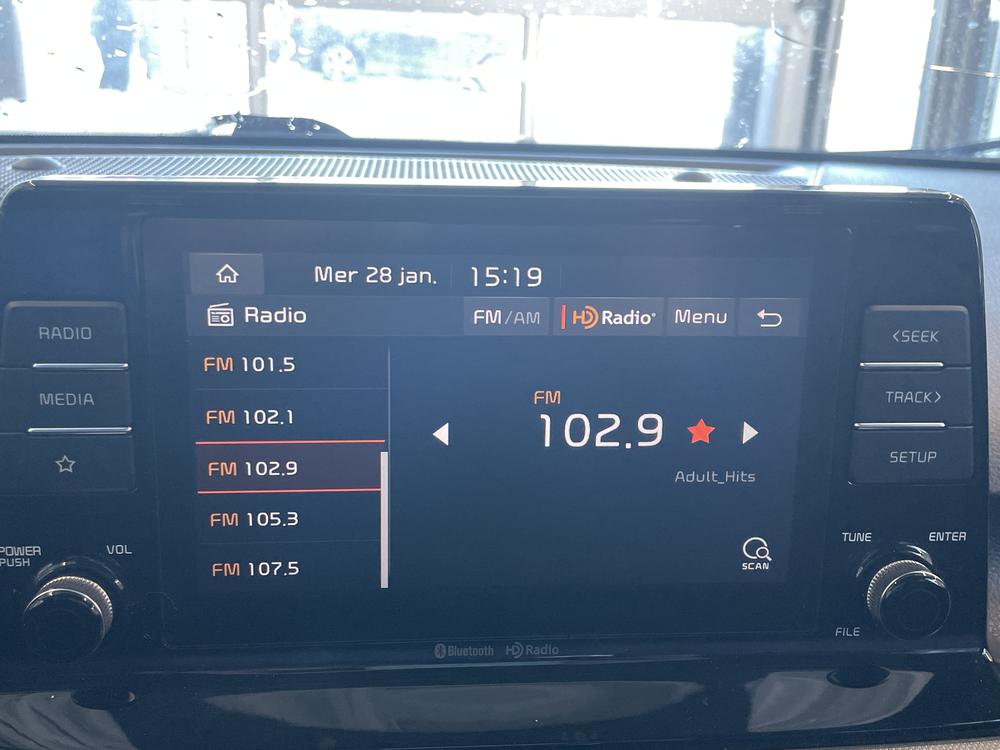 Mer 28 jan. 15:19
Radio FM/AM HD Radio® Menu
FM 101.5
FM 102.1
FM 102.9
FM 105.3
FM 107.5
FM
102.9
Adult_Hits
SCAN
RADIO
MEDIA
POWER
PUSH
VOL
<SEEK
TRACK>
SETUP
TUNE
ENTER
FILE
Bluetooth HD Radio